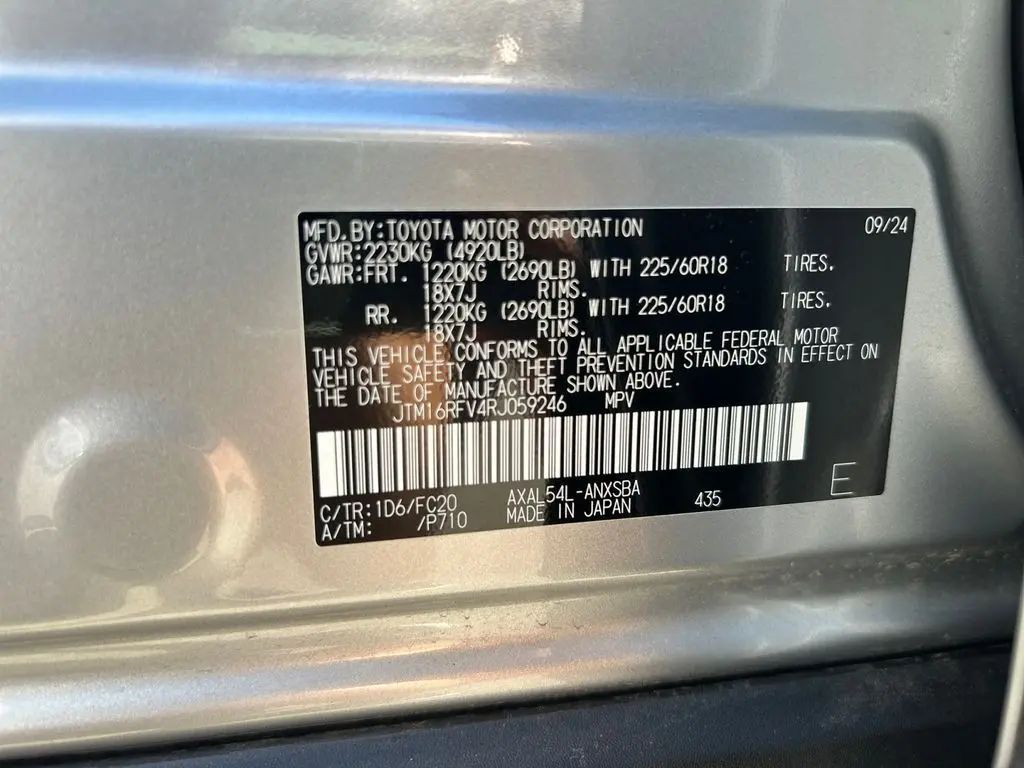 MFD.BY:TOYOTA MOTOR CORPORATION 09/24
GVWR:2230KG (4920LB)
GAWR:FRT. 1220KG (2690LB) WITH 225/60R18 TIRES.
18X7J RIMS.
RR. 1220KG (2690LB) WITH 225/60R18 TIRES.
18X7J RIMS.
THIS VEHICLE CONFORMS TO ALL APPLICABLE FEDERAL MOTOR
VEHICLE SAFETY AND THEFT PREVENTION STANDARDS IN EFFECT ON
THE DATE OF MANUFACTURE SHOWN ABOVE.
JTM16RFV4RJ059246 MPV
C/TR:1D6/FC20 AXAL54L-ANXSBA 435 E
A/TM: /P710 MADE IN JAPAN